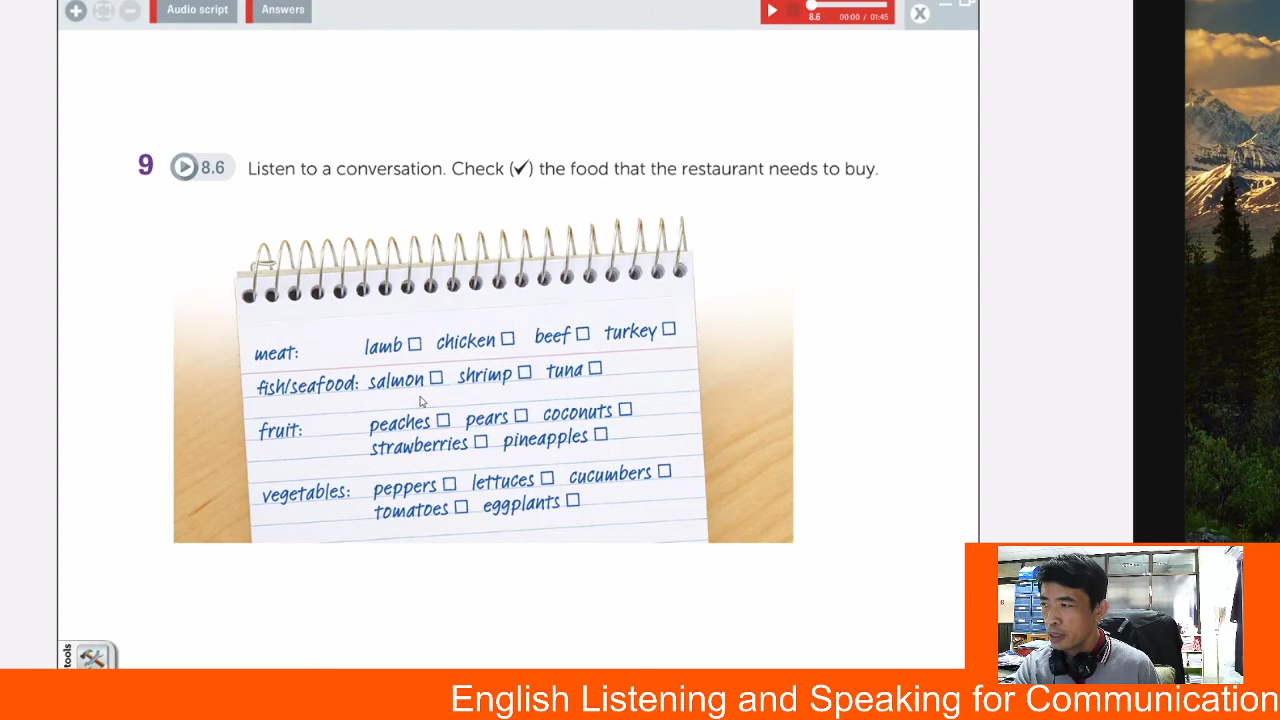 Audio script
Answers
8.6
00:00 / 01:45
X
9
8.6
Listen to a conversation. Check (✓) the food that the restaurant needs to buy.
meat: lamb □ chicken □ beef □ turkey □
fish/seafood: salmon □ shrimp □ tuna □
fruit: peaches □ pears □ coconuts □
strawberries □ pineapples □
vegetables: peppers □ lettuces □ cucumbers □
tomatoes □ eggplants □
tools
English Listening and Speaking for Communication